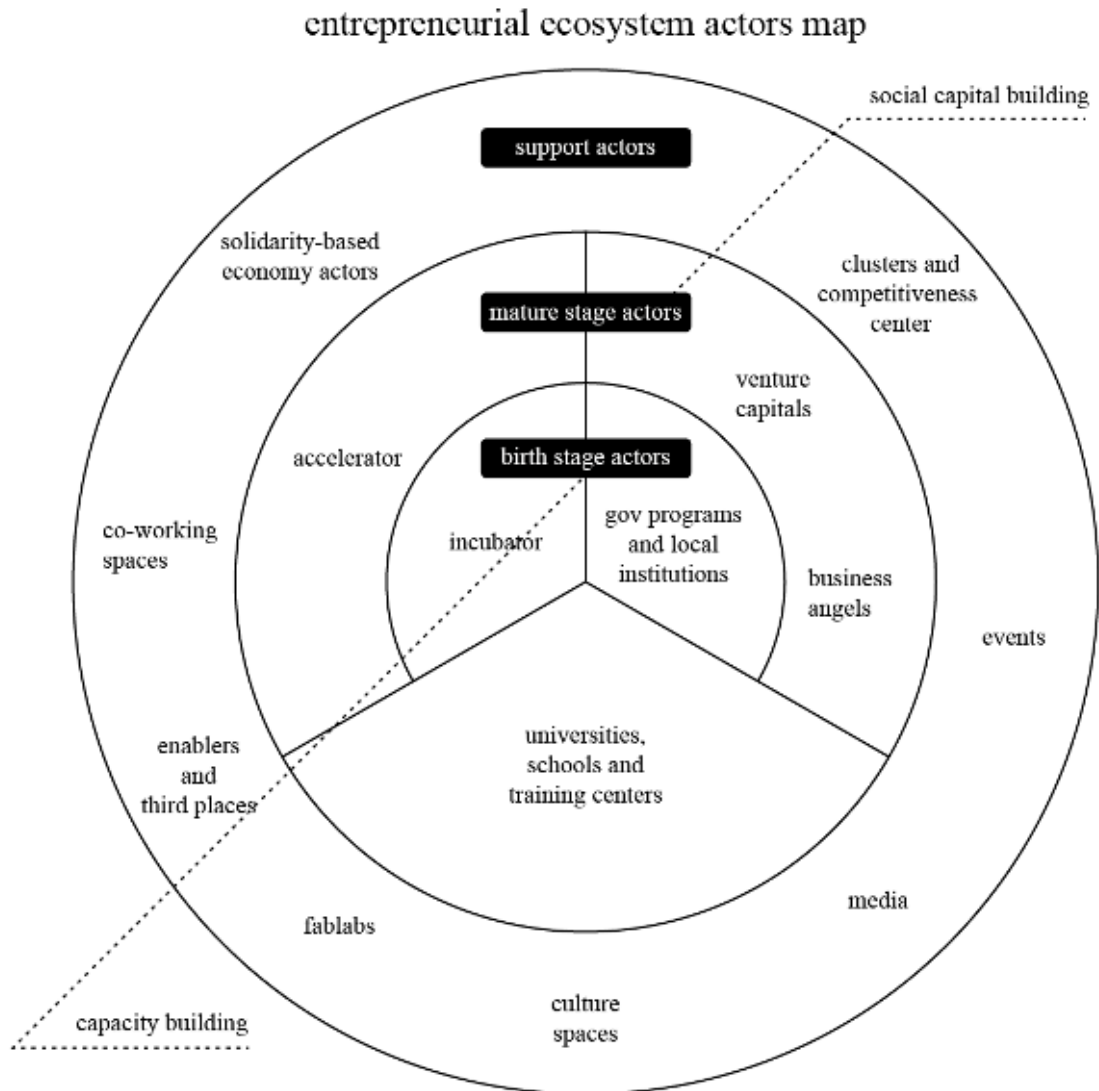 entrepreneurial ecosystem actors map
social capital building
support actors
solidarity-based
economy actors
clusters and
competitiveness
center
mature stage actors
venture
capitals
accelerator
birth stage actors
co-working
spaces
incubator
gov programs
and local
institutions
business
angels
events
enablers
and
third places
universities,
schools and
training centers
media
fablabs
culture
spaces
capacity building